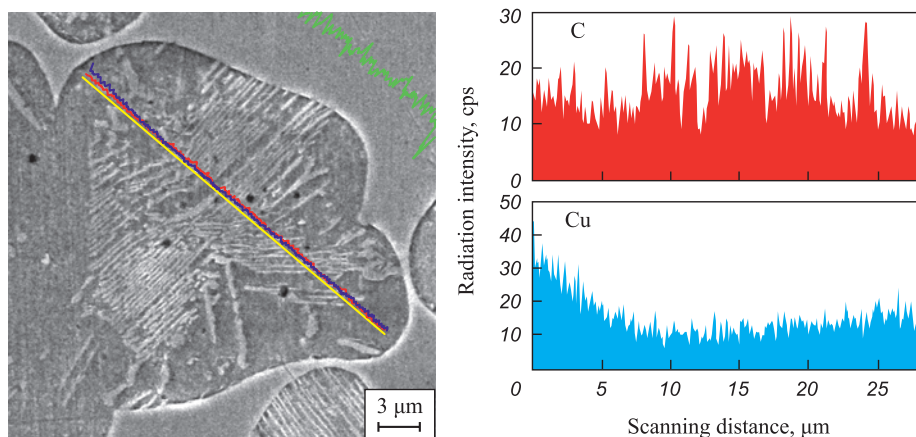 3 μm
Radiation intensity, cps
C
30
20
10
0
Cu
50
40
30
20
10
0 5 10 15 20 25
Scanning distance, μm